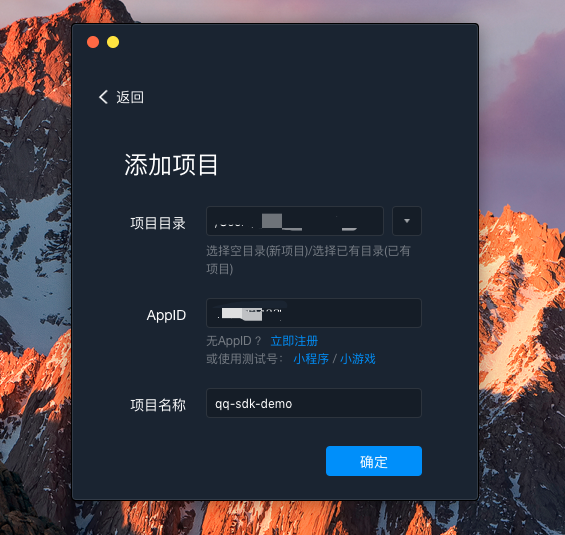 返回
添加项目
项目目录
选择空目录(新项目)/选择已有目录(已有
项目)
AppID
无AppID？ 立即注册
或使用测试号： 小程序 / 小游戏
项目名称 qq-sdk-demo
确定